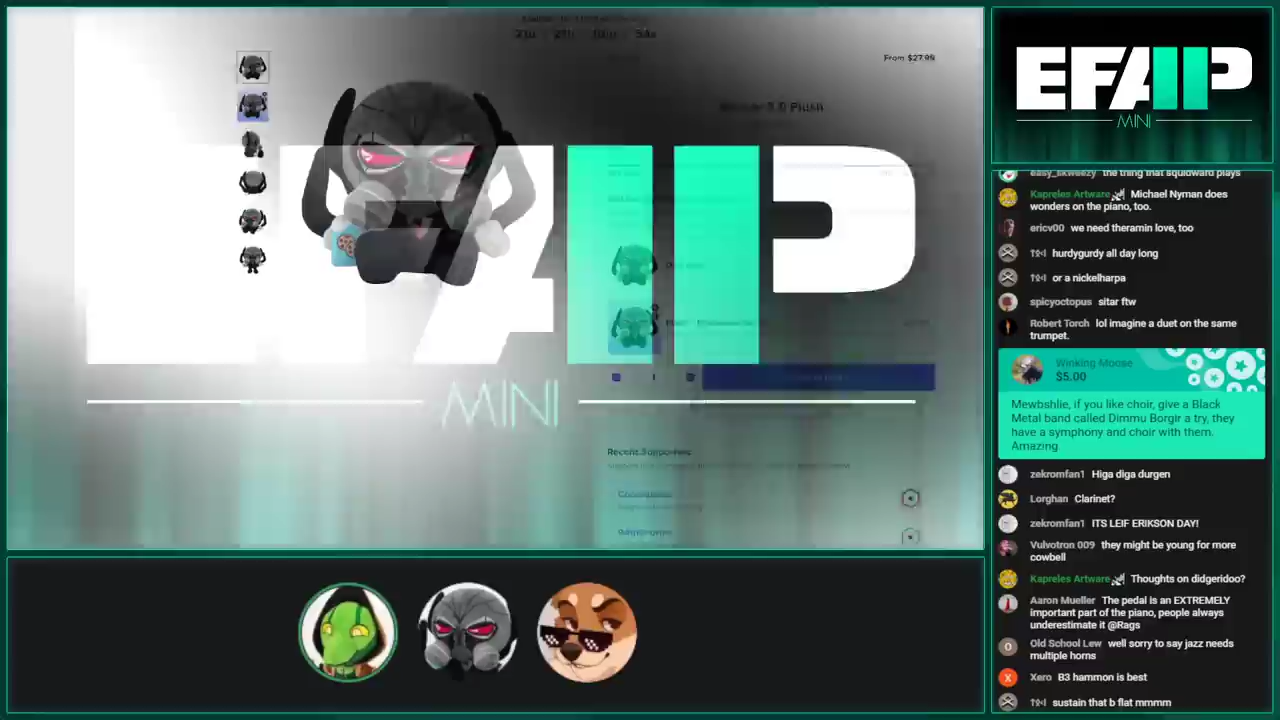 From $27.99
2.0 Plush
EFAP
MINI
Recent Supporters
EFAP
MINI
easy_skweezy the thing that squidward plays
Kapreles Artware Michael Nyman does
wonders on the piano, too.
ericv00 we need theramin love, too
hurdygurdy all day long
or a nickelharpa
spicyoctopus sitar ftw
Robert Torch lol imagine a duet on the same
trumpet.
Winking Moose
$5.00
Mewbshlie, if you like choir, give a Black
Metal band called Dimmu Borgir a try, they
have a symphony and choir with them.
Amazing
zekromfan1 Higa diga durgen
Lorghan Clarinet?
zekromfan1 ITS LEIF ERIKSON DAY!
Vulvotron 009 they might be young for more
cowbell
Kapreles Artware Thoughts on didgeridoo?
Aaron Mueller The pedal is an EXTREMELY
important part of the piano, people always
underestimate it @Rags
Old School Lew well sorry to say jazz needs
multiple horns
Xero B3 hammon is best
sustain that b flat mmmm